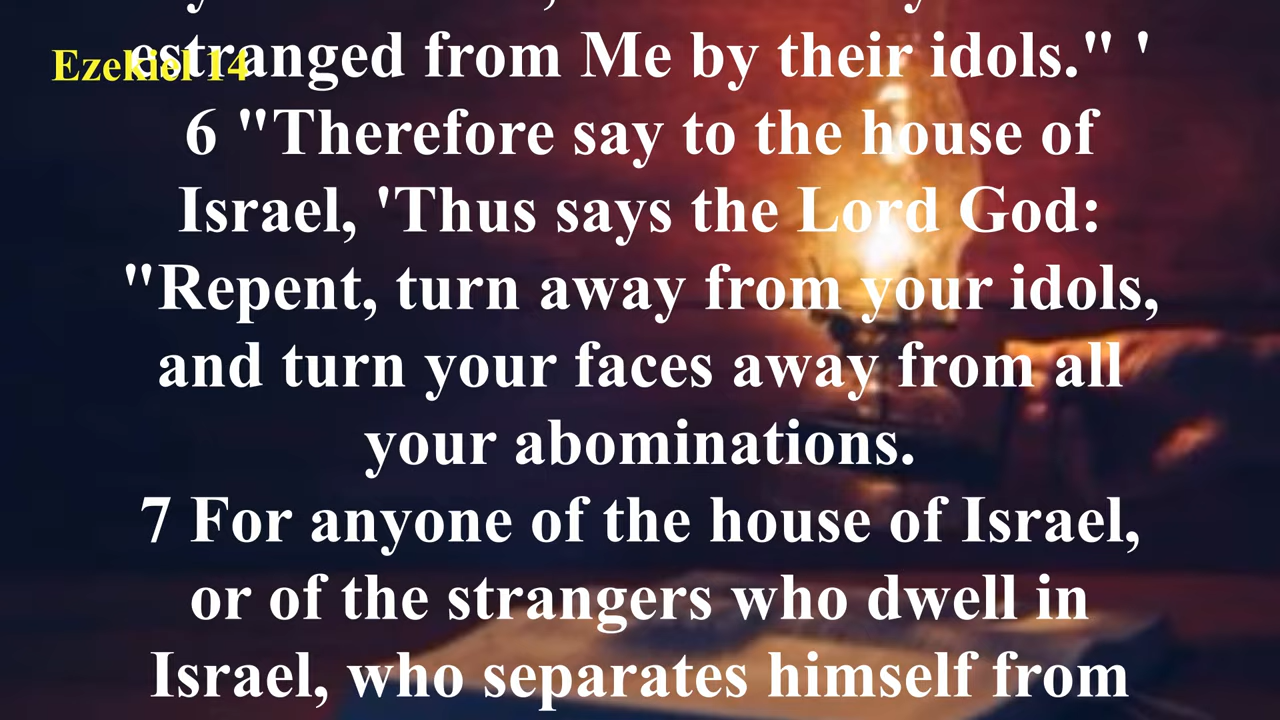 Ezekiel 14
estranged from Me by their idols." '
6 "Therefore say to the house of
Israel, 'Thus says the Lord God:
"Repent, turn away from your idols,
and turn your faces away from all
your abominations.
7 For anyone of the house of Israel,
or of the strangers who dwell in
Israel, who separates himself from